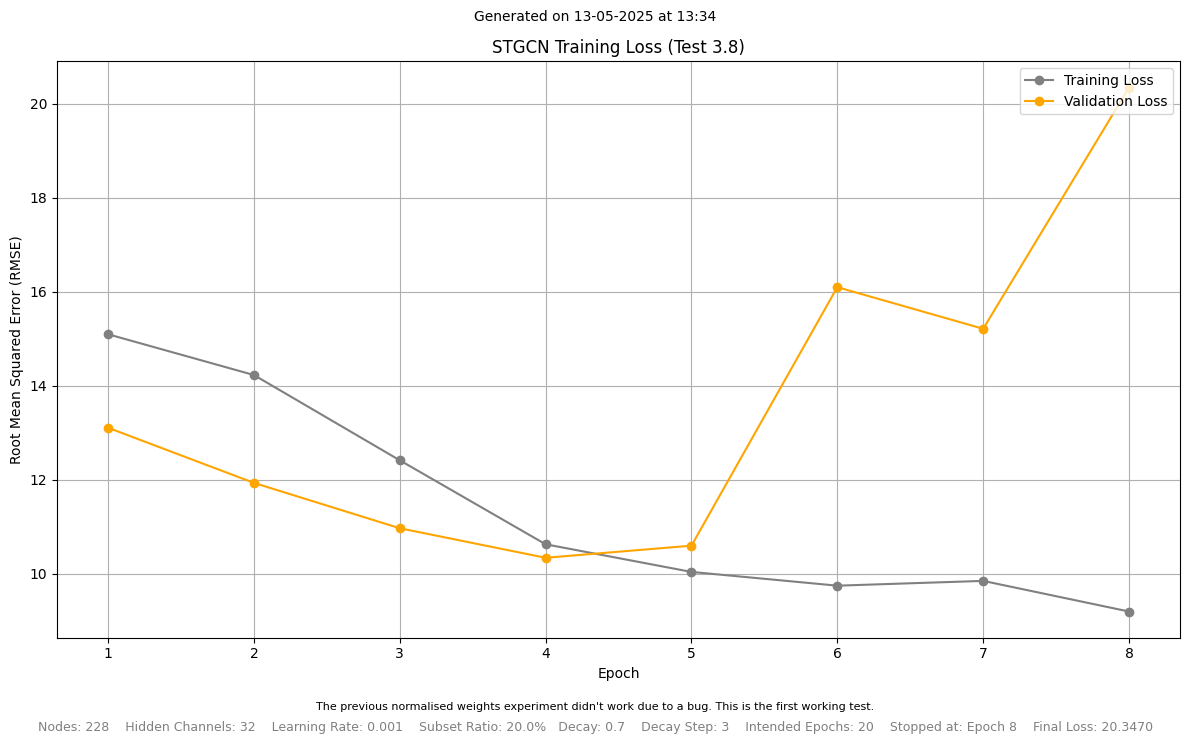 Generated on 13-05-2025 at 13:34
STGCN Training Loss (Test 3.8)
Training Loss
Validation Loss
Root Mean Squared Error (RMSE)
20
18
16
14
12
10
1 2 3 4 5 6 7 8
Epoch
The previous normalised weights experiment didn't work due to a bug. This is the first working test.
Nodes: 228 Hidden Channels: 32 Learning Rate: 0.001 Subset Ratio: 20.0% Decay: 0.7 Decay Step: 3 Intended Epochs: 20 Stopped at: Epoch 8 Final Loss: 20.3470